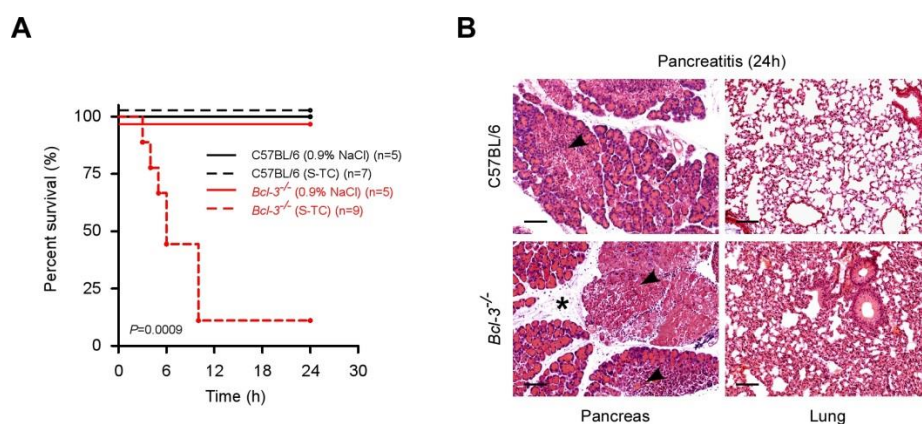 A
Percent survival (%)
100
75
50
25
0
0 6 12 18 24 30
Time (h)
C57BL/6 (0.9% NaCl) (n=5)
C57BL/6 (S-TC) (n=7)
Bcl-3-/- (0.9% NaCl) (n=5)
Bcl-3-/- (S-TC) (n=9)
P=0.0009
B
Pancreatitis (24h)
C57BL/6
Bcl-3-/-
*
Pancreas Lung